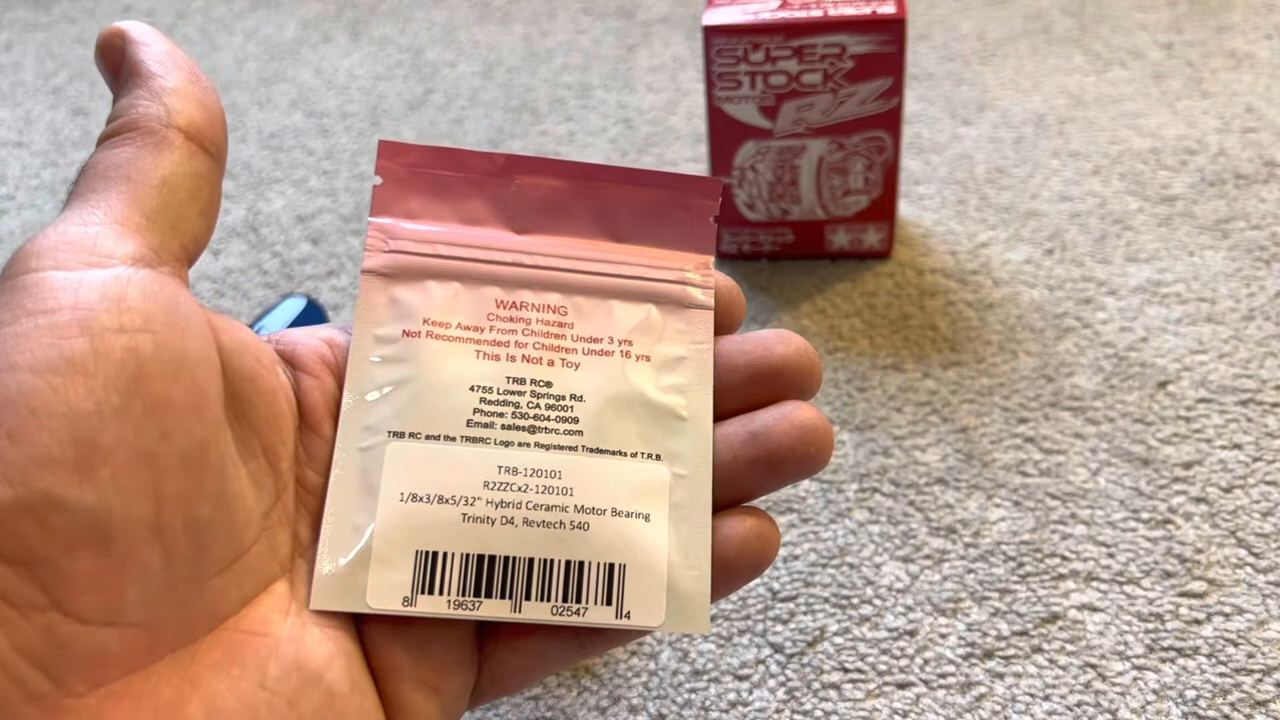 SUPER
STOCK
MOTOR
RZ
WARNING
Choking Hazard
Keep Away From Children Under 3 yrs
Not Recommended for Children Under 16 yrs
This Is Not a Toy
TRB RC®
4755 Lower Springs Rd.
Redding, CA 96001
Phone: 530-604-0909
Email: sales@trbrc.com
TRB RC and the TRBRC Logo are Registered Trademarks of T.R.B.
TRB-120101
R2ZZCx2-120101
1/8x3/8x5/32" Hybrid Ceramic Motor Bearing
Trinity D4, Revtech 540
8 19637 02547 4